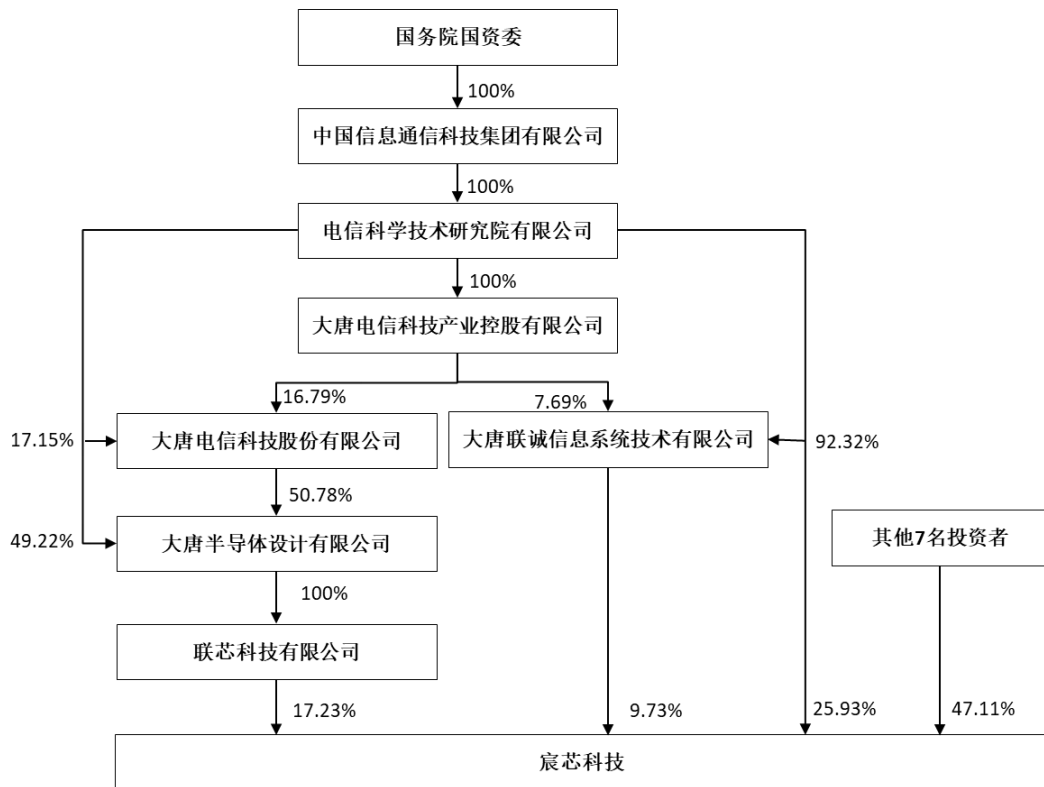 国务院国资委
100%
中国信息通信科技集团有限公司
100%
电信科学技术研究院有限公司
100%
大唐电信科技产业控股有限公司
16.79%
7.69%
17.15%
大唐电信科技股份有限公司
大唐联诚信息系统技术有限公司
92.32%
50.78%
49.22%
大唐半导体设计有限公司
其他7名投资者
100%
联芯科技有限公司
17.23%
9.73%
25.93%
47.11%
宸芯科技